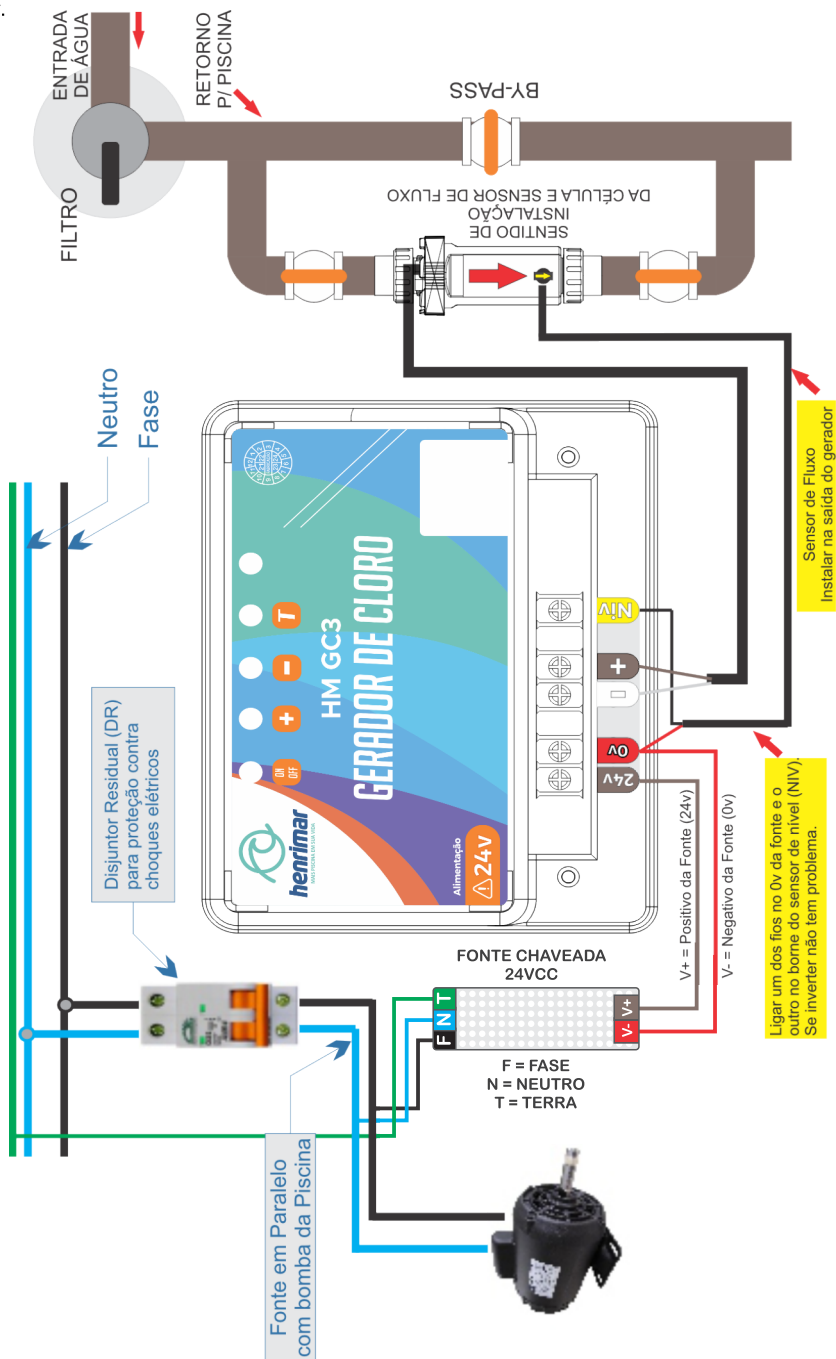 ENTRADA
DE ÁGUA
RETORNO
P/ PISCINA
FILTRO
BY-PASS
SENTIDO DE
INSTALAÇÃO
DA CÉLULA E SENSOR DE FLUXO
Neutro
Fase
Disjuntor Residual (DR)
para proteção contra
choques elétricos
ON
OFF
+
-
T
HM GC3
GERADOR DE CLORO
henrimar
Alimentação
24v
24v
0v
-
+
Niv
Sensor de Fluxo
Instalar na saída do gerador
V+ = Positivo da Fonte (24v)
V- = Negativo da Fonte (0v)
Ligar um dos fios no 0v da fonte e o
outro no borne do sensor de nível (NIV).
Se inverter não tem problema.
FONTE CHAVEADA
24VCC
F N T
V- V+
F = FASE
N = NEUTRO
T = TERRA
Fonte em Paralelo
com bomba da Piscina